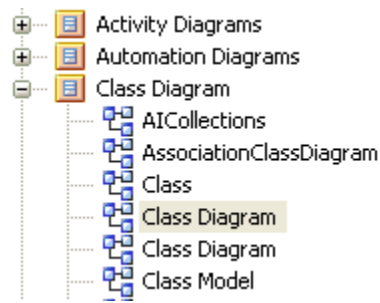 Activity Diagrams
Automation Diagrams
Class Diagram
AICollections
AssociationClassDiagram
Class
Class Diagram
Class Diagram
Class Model